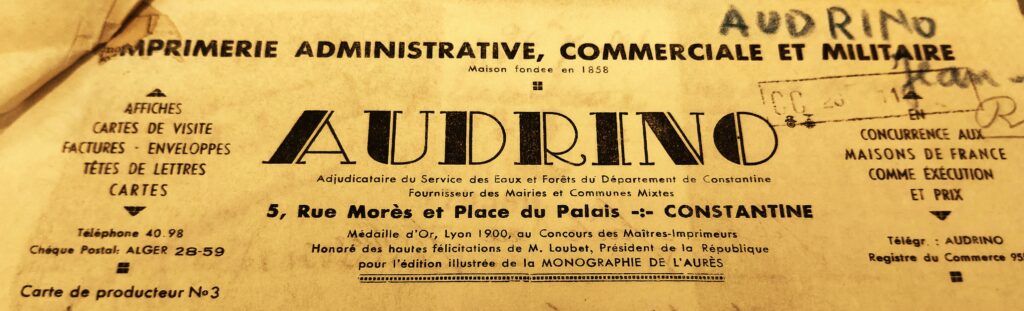 AUDRINO
Jean-
IMPRIMERIE ADMINISTRATIVE, COMMERCIALE ET MILITAIRE
Maison fondée en 1858
AFFICHES
CARTES DE VISITE
FACTURES - ENVELOPPES
TÊTES DE LETTRES
CARTES
Téléphone 40.98
Chèque Postal: ALGER 28-59
Carte de producteur No3
AUDRINO
Adjudicataire du Service des Eaux et Forêts du Département de Constantine
Fournisseur des Mairies et Communes Mixtes
5, Rue Morès et Place du Palais -:- CONSTANTINE
Médaille d'Or, Lyon 1900, au Concours des Maîtres-Imprimeurs
Honoré des hautes félicitations de M. Loubet, Président de la République
pour l'édition illustrée de la MONOGRAPHIE DE L'AURÈS
EN
CONCURRENCE AUX
MAISONS DE FRANCE
COMME EXÉCUTION
ET PRIX
Télégr. : AUDRINO
Registre du Commerce